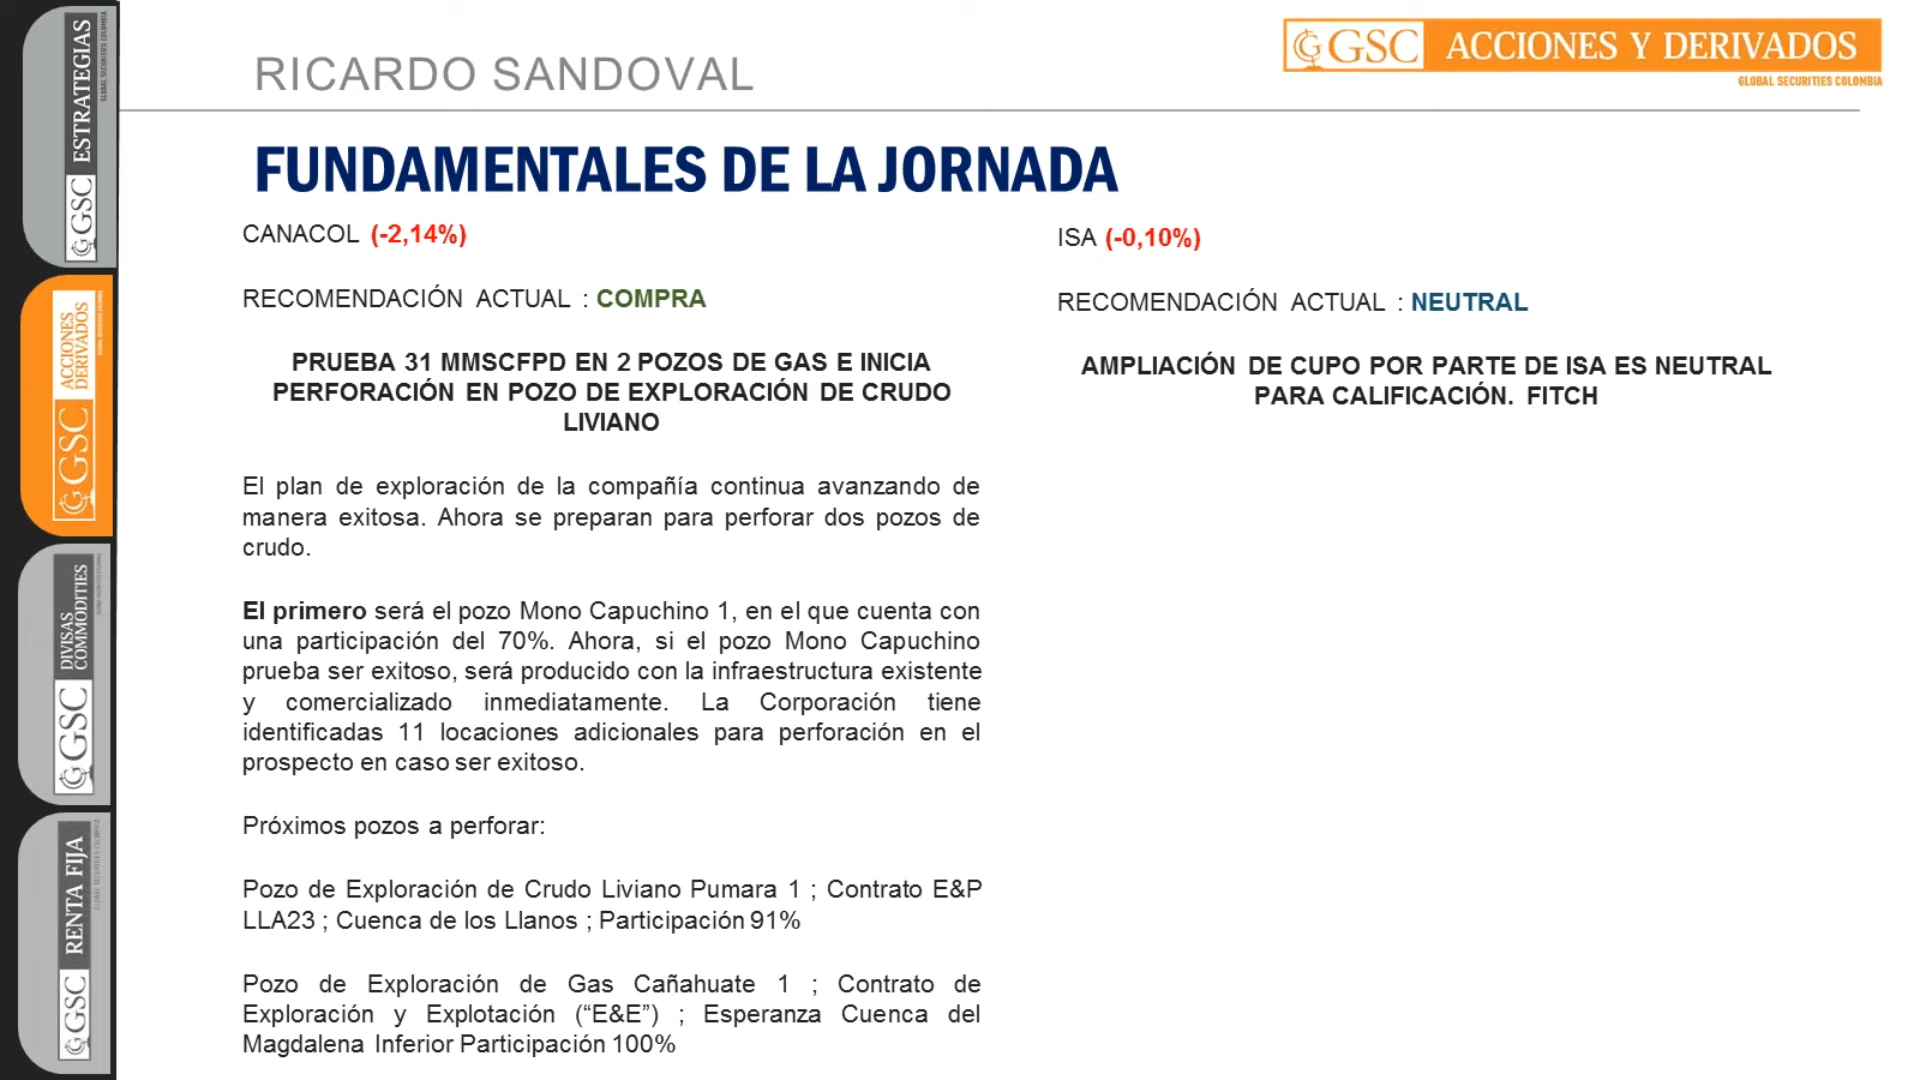 RICARDO SANDOVAL
GSC ACCIONES Y DERIVADOS
GLOBAL SECURITIES COLOMBIA
FUNDAMENTALES DE LA JORNADA
CANACOL (-2,14%)
RECOMENDACIÓN ACTUAL : COMPRA
PRUEBA 31 MMSCFPD EN 2 POZOS DE GAS E INICIA
PERFORACIÓN EN POZO DE EXPLORACIÓN DE CRUDO
LIVIANO
El plan de exploración de la compañía continua avanzando de
manera exitosa. Ahora se preparan para perforar dos pozos de
crudo.
El primero será el pozo Mono Capuchino 1, en el que cuenta con
una participación del 70%. Ahora, si el pozo Mono Capuchino
prueba ser exitoso, será producido con la infraestructura existente
y comercializado inmediatamente. La Corporación tiene
identificadas 11 locaciones adicionales para perforación en el
prospecto en caso ser exitoso.
Próximos pozos a perforar:
Pozo de Exploración de Crudo Liviano Pumara 1 ; Contrato E&P
LLA23 ; Cuenca de los Llanos ; Participación 91%
Pozo de Exploración de Gas Cañahuate 1 ; Contrato de
Exploración y Explotación (“E&E”) ; Esperanza Cuenca del
Magdalena Inferior Participación 100%
ISA (-0,10%)
RECOMENDACIÓN ACTUAL : NEUTRAL
AMPLIACIÓN DE CUPO POR PARTE DE ISA ES NEUTRAL
PARA CALIFICACIÓN. FITCH
GSC ESTRATEGIAS
GLOBAL SECURITIES COLOMBIA
GSC ACCIONES
DERIVADOS
GSC DIVISAS
COMMODITIES
GSC RENTA FIJA